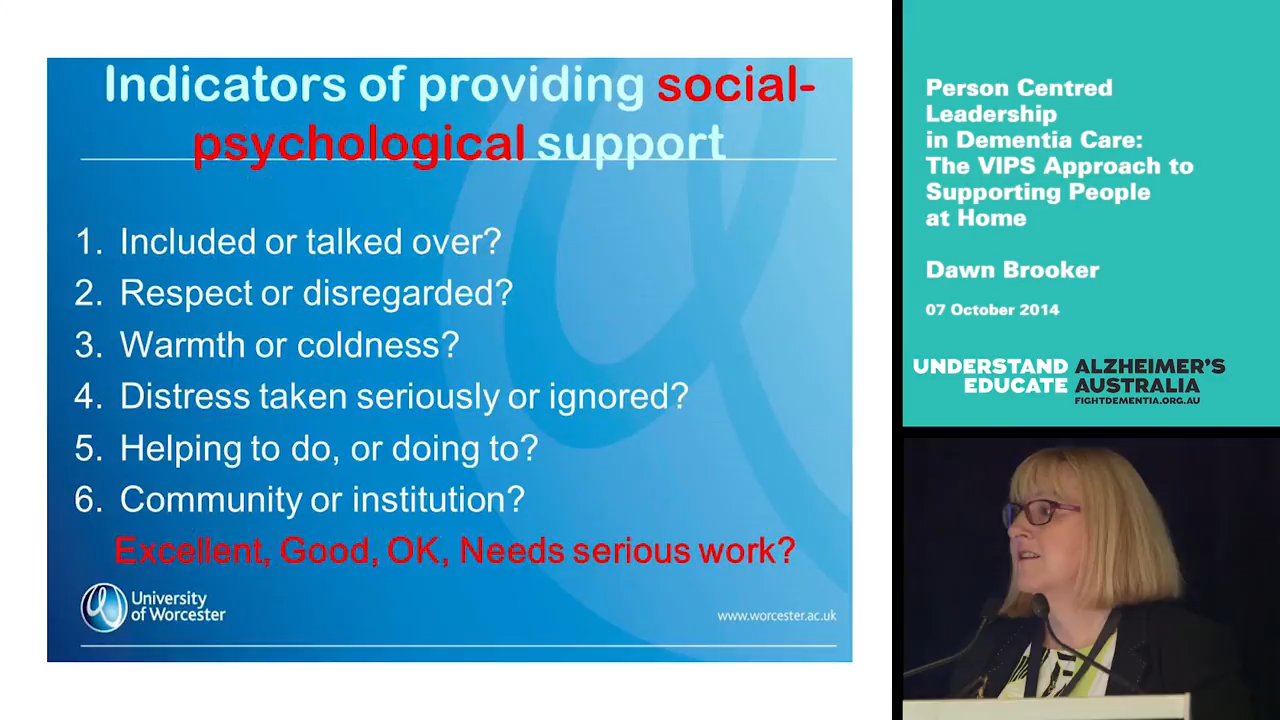 Indicators of providing social-
psychological support
1. Included or talked over?
2. Respect or disregarded?
3. Warmth or coldness?
4. Distress taken seriously or ignored?
5. Helping to do, or doing to?
6. Community or institution?
Excellent, Good, OK, Needs serious work?
University
of Worcester
www.worcester.ac.uk
Person Centred
Leadership
in Dementia Care:
The VIPS Approach to
Supporting People
at Home
Dawn Brooker
07 October 2014
UNDERSTAND
EDUCATE
ALZHEIMER'S
AUSTRALIA
FIGHTDEMENTIA.ORG.AU